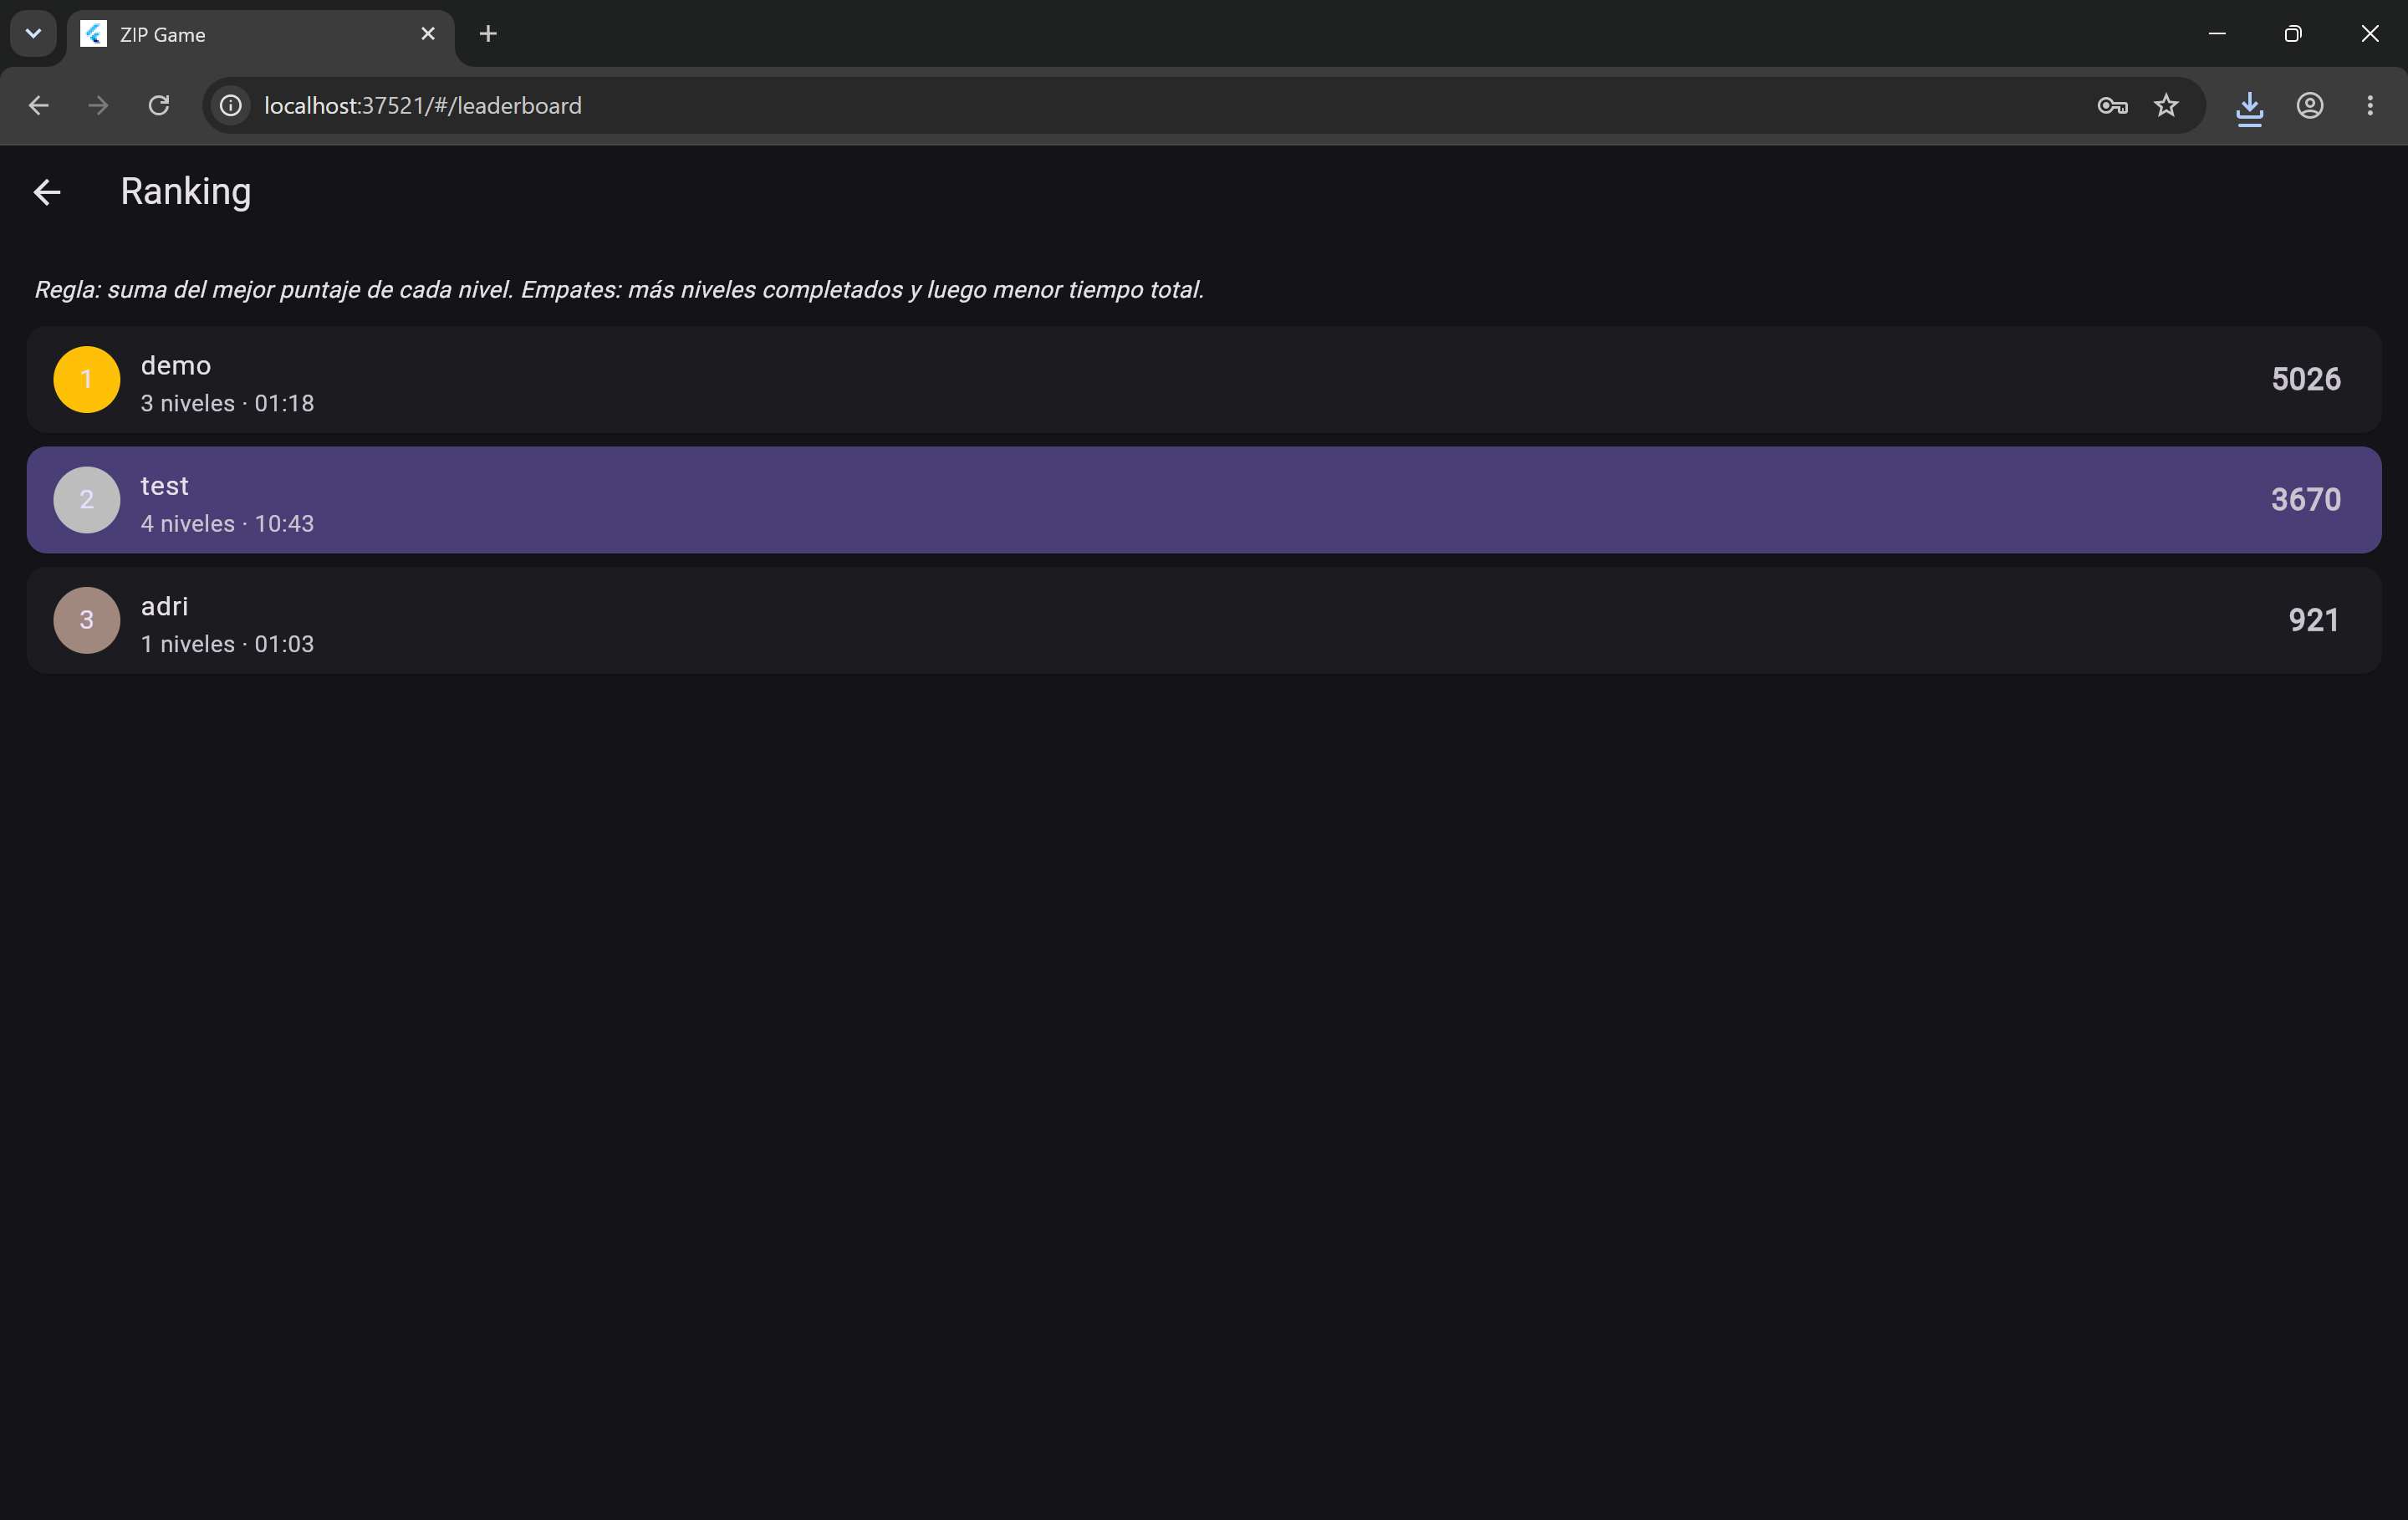 ZIP Game
localhost:37521/#/leaderboard
Ranking
Regla: suma del mejor puntaje de cada nivel. Empates: más niveles completados y luego menor tiempo total.
1
demo
3 niveles · 01:18
5026
2
test
4 niveles · 10:43
3670
3
adri
1 niveles · 01:03
921